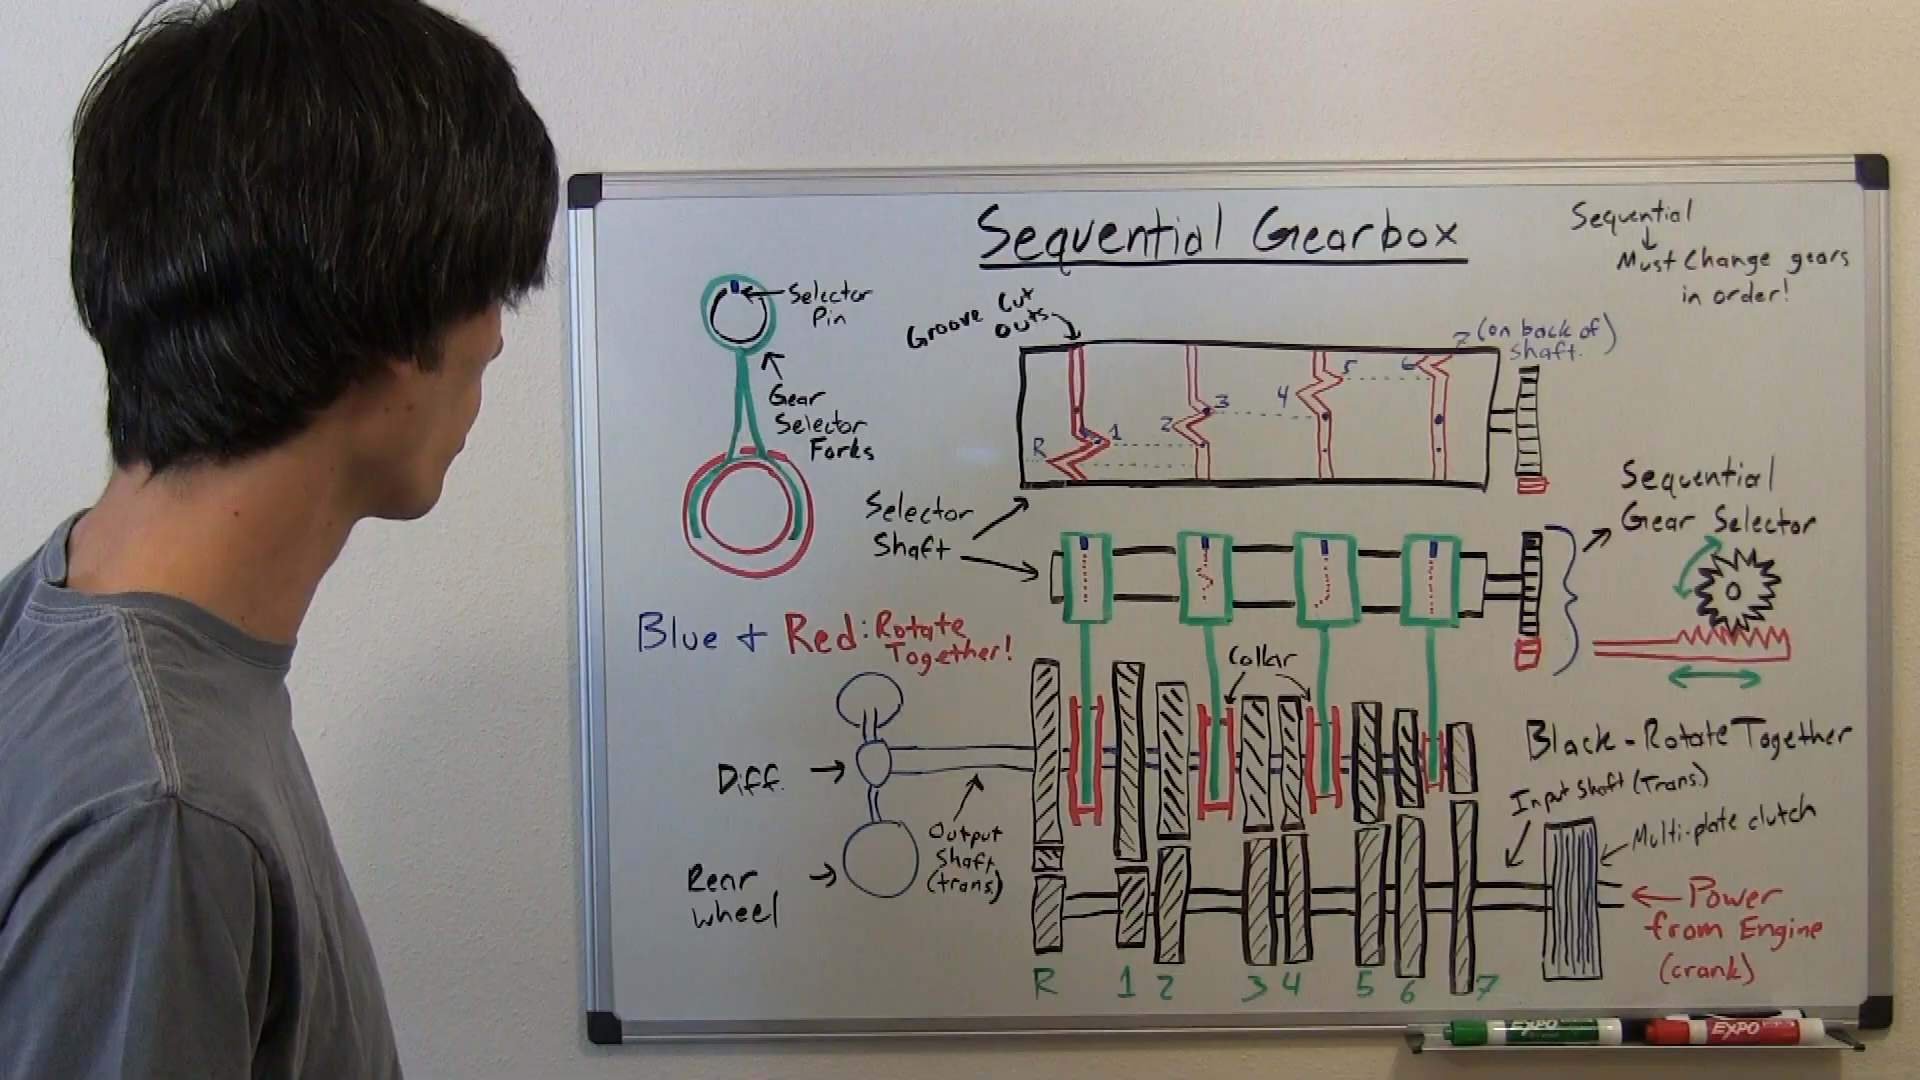 Sequential Gearbox
Sequential
Must Change gears
in order!
Selector
Pin
Gear
Selector
Forks
Groove Cut
outs
7 (on back of)
shaft.
6
5
4
3
2
1
R
Selector
Shaft
Sequential
Gear Selector
Blue + Red: Rotate
Together!
Collar
Black - Rotate Together
Input shaft (Trans.)
Multi-plate clutch
Diff.
Output
Shaft
(trans.)
Rear
wheel
Power
from Engine
(crank)
R 1 2 3 4 5 6 7
EXPO
EXPO